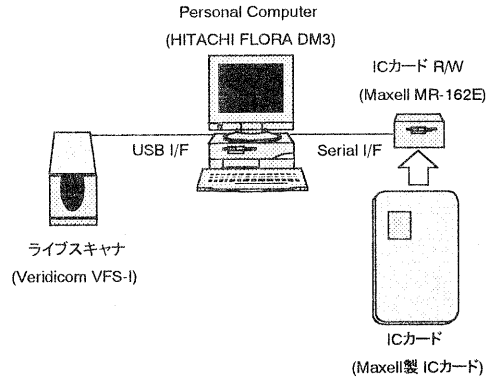 Personal Computer
(HITACHI FLORA DM3)
ICカード R/W
(Maxell MR-162E)
USB I/F
Serial I/F
ライブスキャナ
(Veridicom VFS-I)
ICカード
(Maxell製 ICカード)